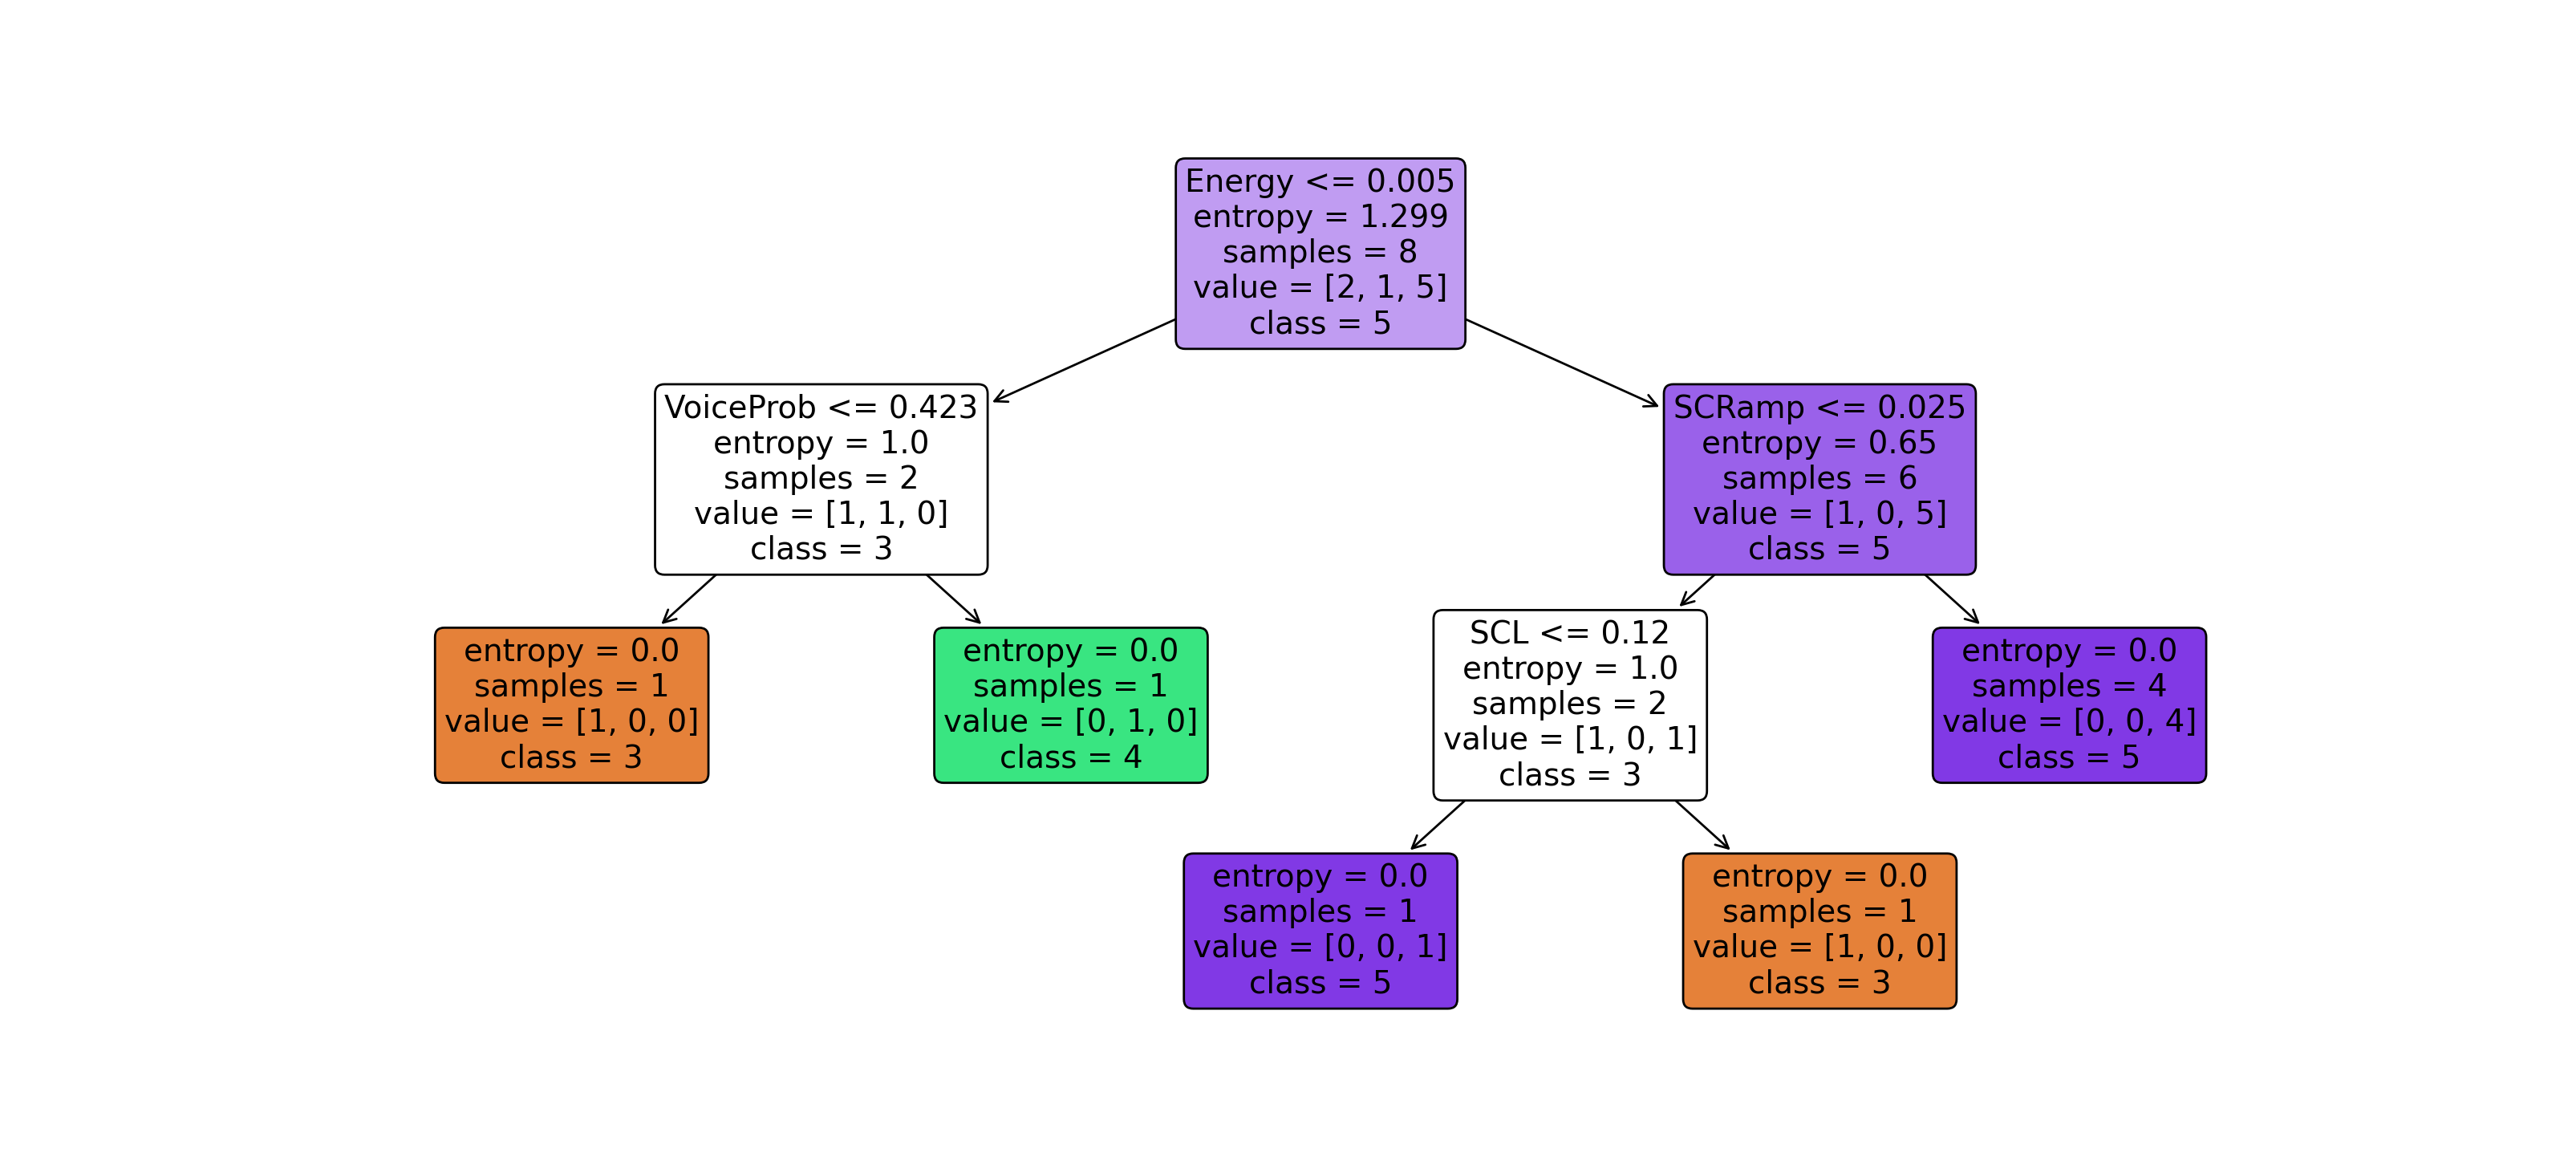 Energy <= 0.005
entropy = 1.299
samples = 8
value = [2, 1, 5]
class = 5
VoiceProb <= 0.423
entropy = 1.0
samples = 2
value = [1, 1, 0]
class = 3
SCRamp <= 0.025
entropy = 0.65
samples = 6
value = [1, 0, 5]
class = 5
entropy = 0.0
samples = 1
value = [1, 0, 0]
class = 3
entropy = 0.0
samples = 1
value = [0, 1, 0]
class = 4
SCL <= 0.12
entropy = 1.0
samples = 2
value = [1, 0, 1]
class = 3
entropy = 0.0
samples = 4
value = [0, 0, 4]
class = 5
entropy = 0.0
samples = 1
value = [0, 0, 1]
class = 5
entropy = 0.0
samples = 1
value = [1, 0, 0]
class = 3